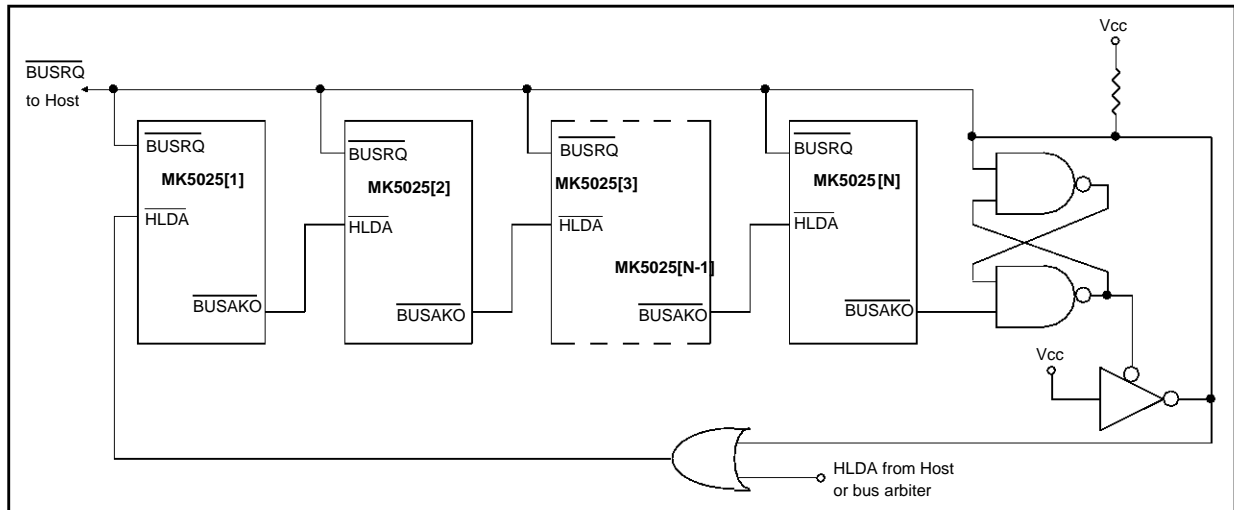 Vcc
BUSRQ
to Host
BUSRQ
MK5025[1]
HLDA
BUSAKO
BUSRQ
MK5025[2]
HLDA
BUSAKO
BUSRQ
MK5025[3]
HLDA
MK5025[N-1]
BUSAKO
BUSRQ
MK5025[N]
HLDA
BUSAKO
Vcc
HLDA from Host
or bus arbiter